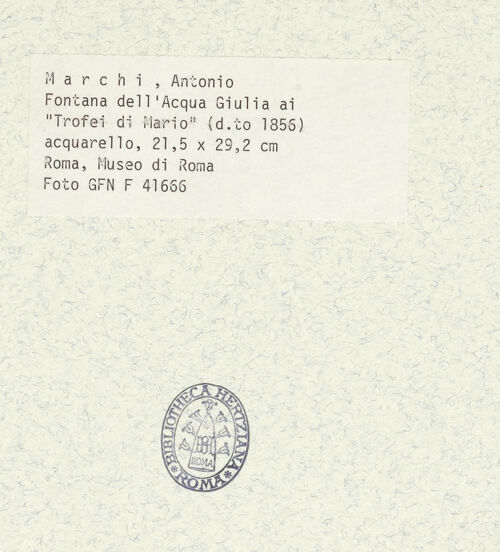 M a r c h i , Antonio
Fontana dell'Acqua Giulia ai
"Trofei di Mario" (d.to 1856)
acquarello, 21,5 x 29,2 cm
Roma, Museo di Roma
Foto GFN F 41666
BIBLIOTHECA HERTZIANA
* ROMA *
ROMA